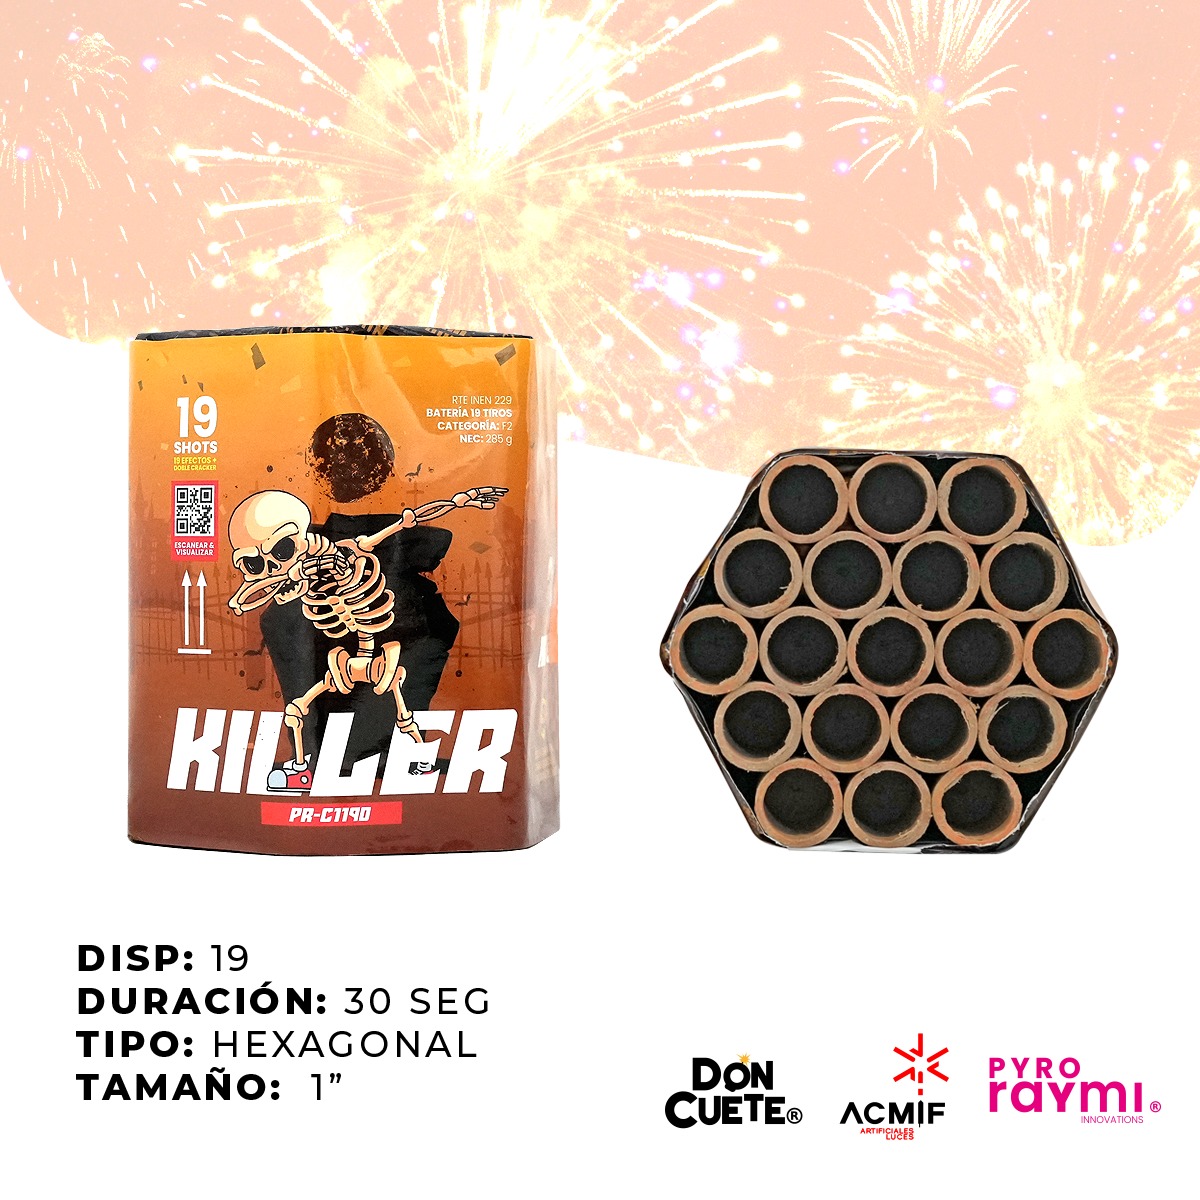 19
SHOTS
19 EFECTOS +
DOBLE CRACKER
ESCANEAR &
VISUALIZAR
RTE INEN 229
BATERÍA 19 TIROS
CATEGORÍA: F2
NEC: 285 g
KILLER
PR-C1190
DISP: 19
DURACIÓN: 30 SEG
TIPO: HEXAGONAL
TAMAÑO: 1”
DON
CUETE®
ACMIF
ARTIFICIALES
LUCES
PYRO
raymi®
INNOVATIONS